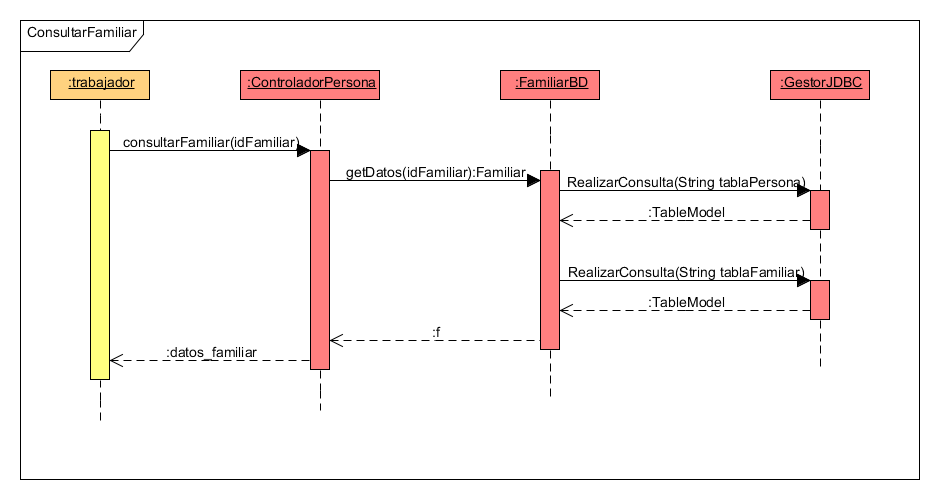 ConsultarFamiliar
:trabajador
:ControladorPersona
:FamiliarBD
:GestorJDBC
consultarFamiliar(idFamiliar)
getDatos(idFamiliar):Familiar
RealizarConsulta(String tablaPersona)
:TableModel
RealizarConsulta(String tablaFamiliar)
:TableModel
:f
:datos_familiar